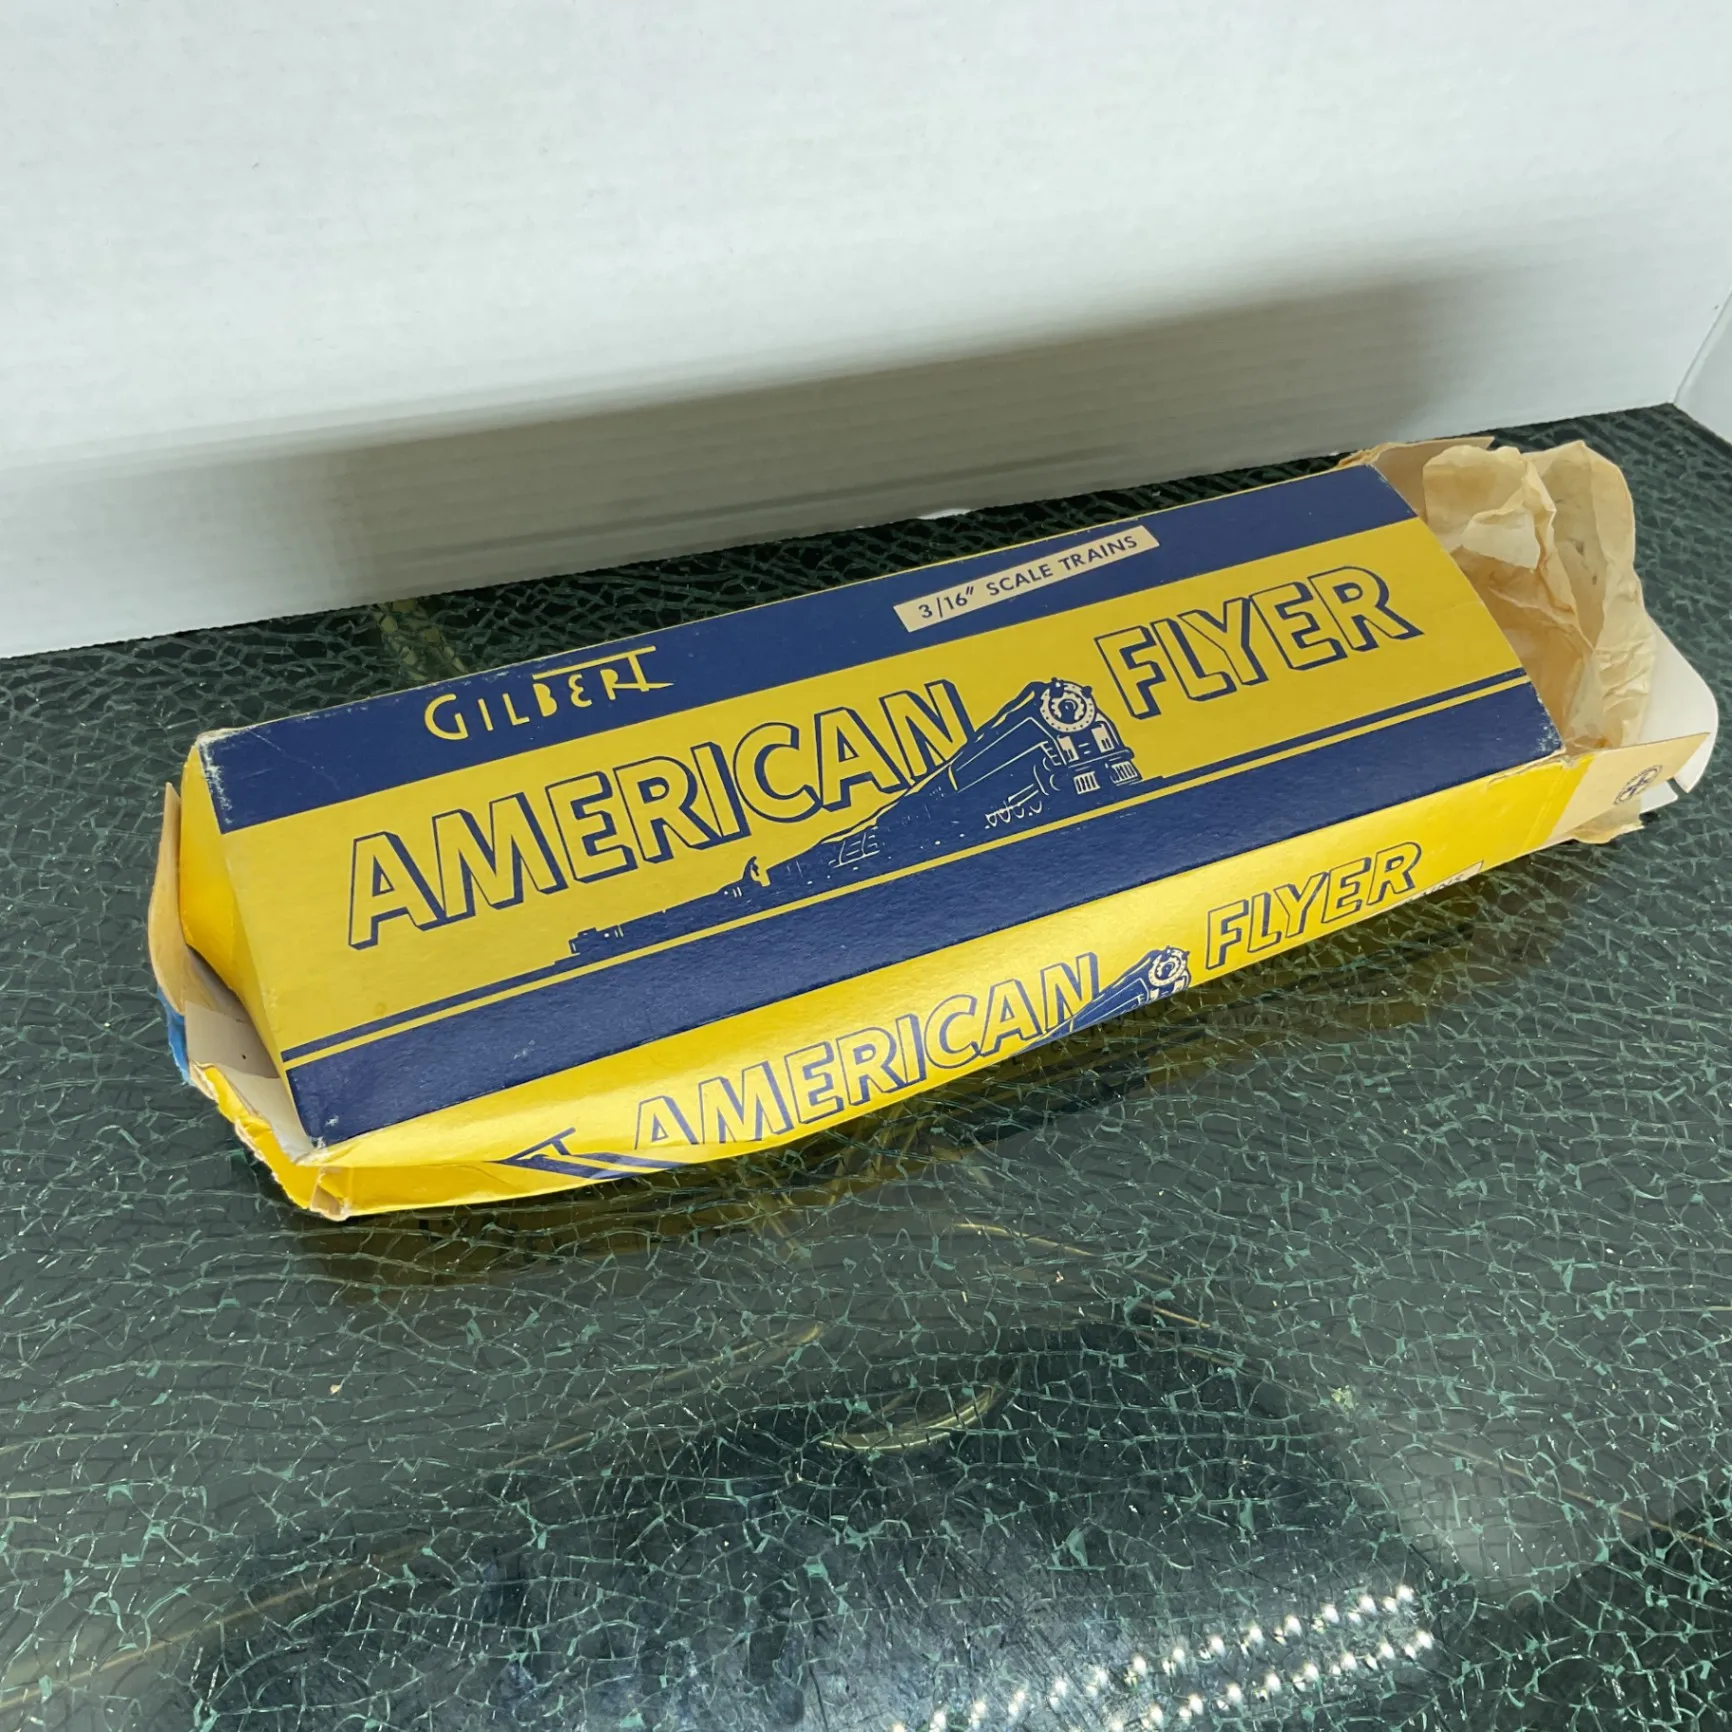 GILBERT
3/16" SCALE TRAINS
AMERICAN FLYER
AMERICAN FLYER